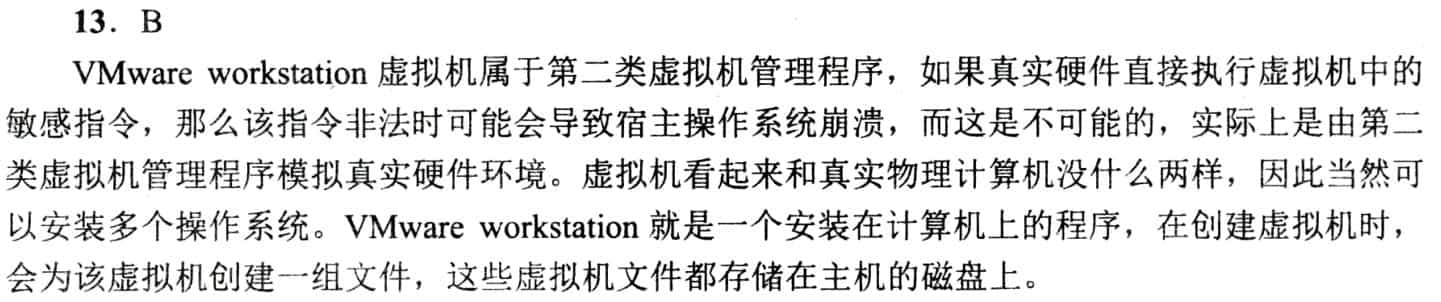 13. B
VMware workstation 虚拟机属于第二类虚拟机管理程序，如果真实硬件直接执行虚拟机中的
敏感指令，那么该指令非法时可能会导致宿主操作系统崩溃，而这是不可能的，实际上是由第二
类虚拟机管理程序模拟真实硬件环境。虚拟机看起来和真实物理计算机没什么两样，因此当然可
以安装多个操作系统。VMware workstation 就是一个安装在计算机上的程序，在创建虚拟机时，
会为该虚拟机创建一组文件，这些虚拟机文件都存储在主机的磁盘上。